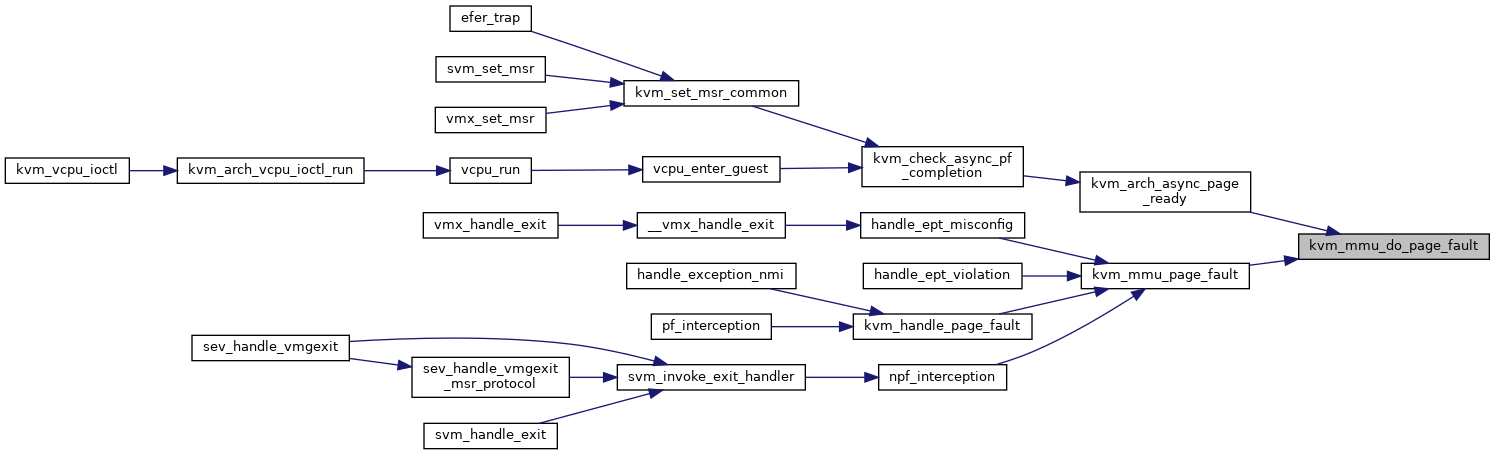 efer_trap
svm_set_msr
kvm_set_msr_common
vmx_set_msr
kvm_check_async_pf
_completion
kvm_vcpu_ioctl
kvm_arch_vcpu_ioctl_run
vcpu_run
vcpu_enter_guest
kvm_arch_async_page
_ready
vmx_handle_exit
__vmx_handle_exit
handle_ept_misconfig
kvm_mmu_do_page_fault
handle_exception_nmi
handle_ept_violation
kvm_mmu_page_fault
pf_interception
kvm_handle_page_fault
sev_handle_vmgexit
sev_handle_vmgexit
_msr_protocol
svm_invoke_exit_handler
npf_interception
svm_handle_exit